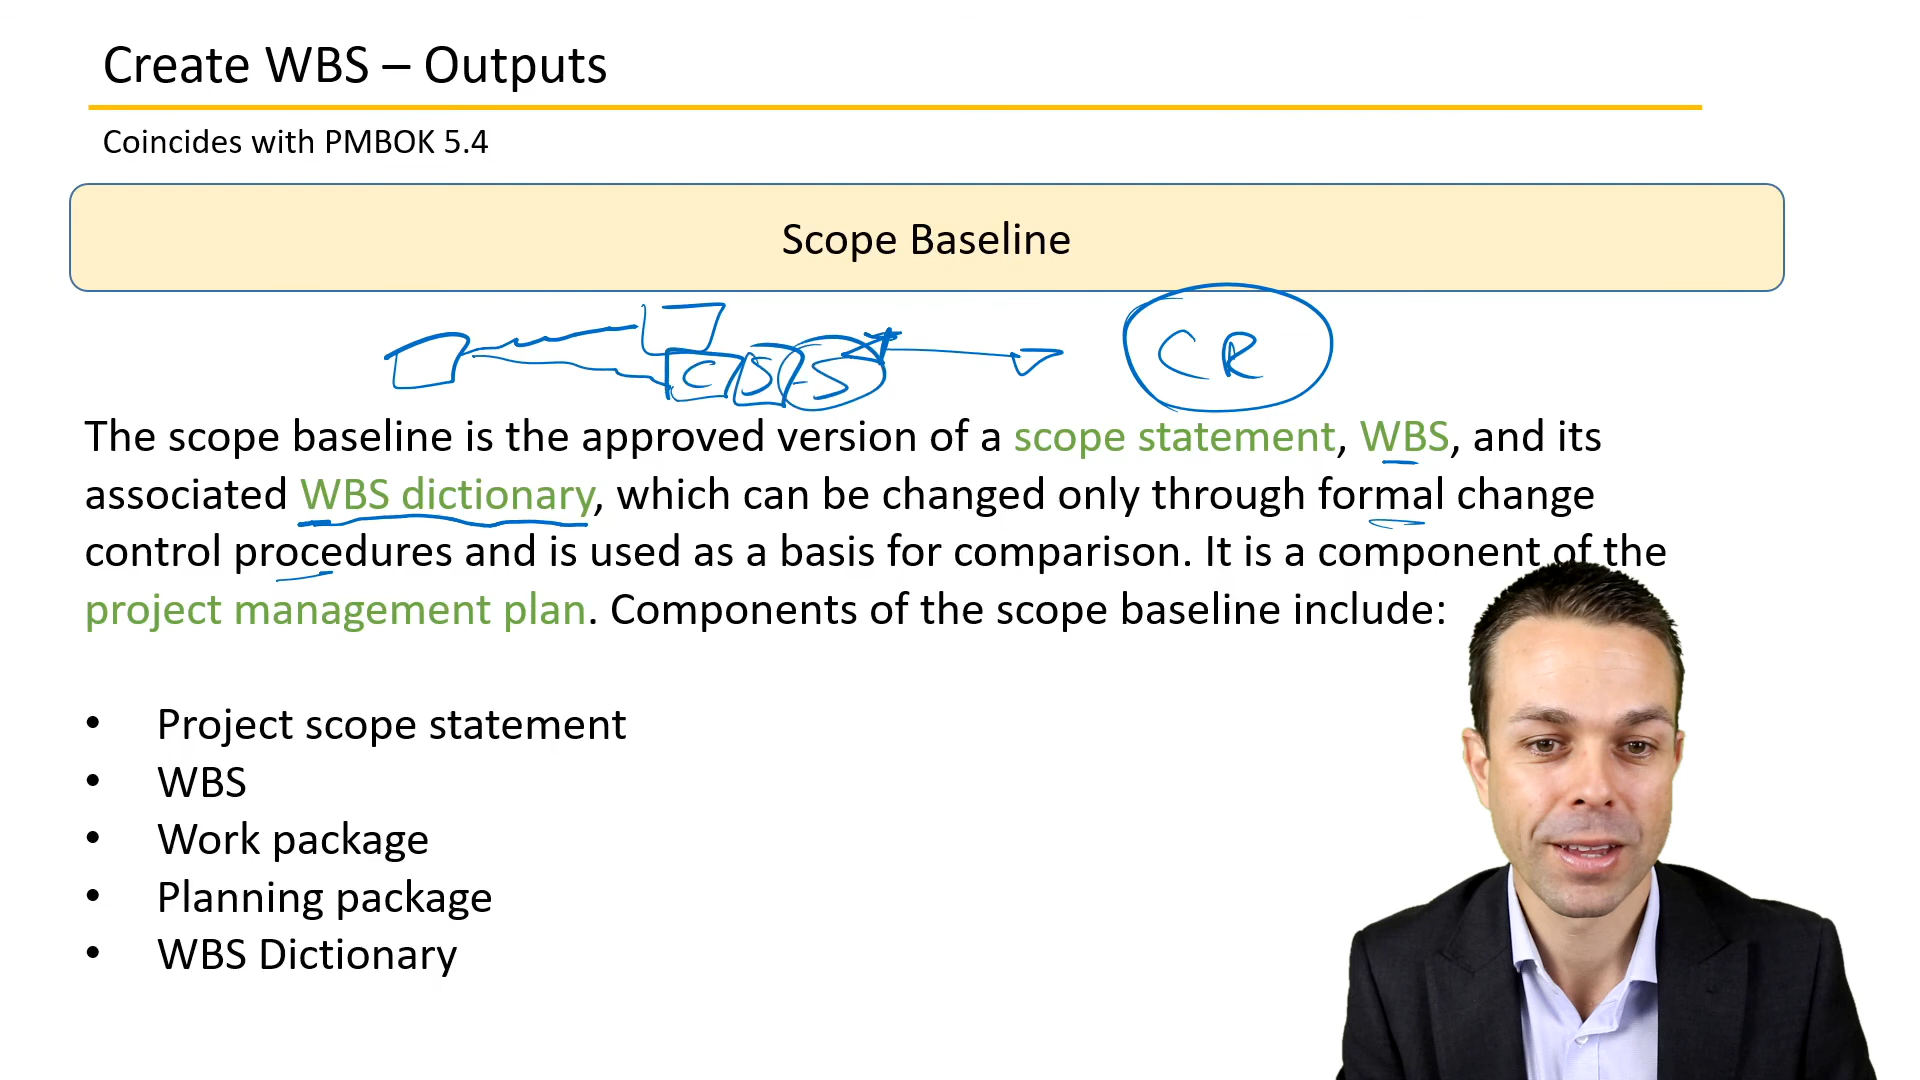 Create WBS – Outputs
Coincides with PMBOK 5.4
Scope Baseline
C S S
CR
The scope baseline is the approved version of a scope statement, WBS, and its
associated WBS dictionary, which can be changed only through formal change
control procedures and is used as a basis for comparison. It is a component of the
project management plan. Components of the scope baseline include:
• Project scope statement
• WBS
• Work package
• Planning package
• WBS Dictionary